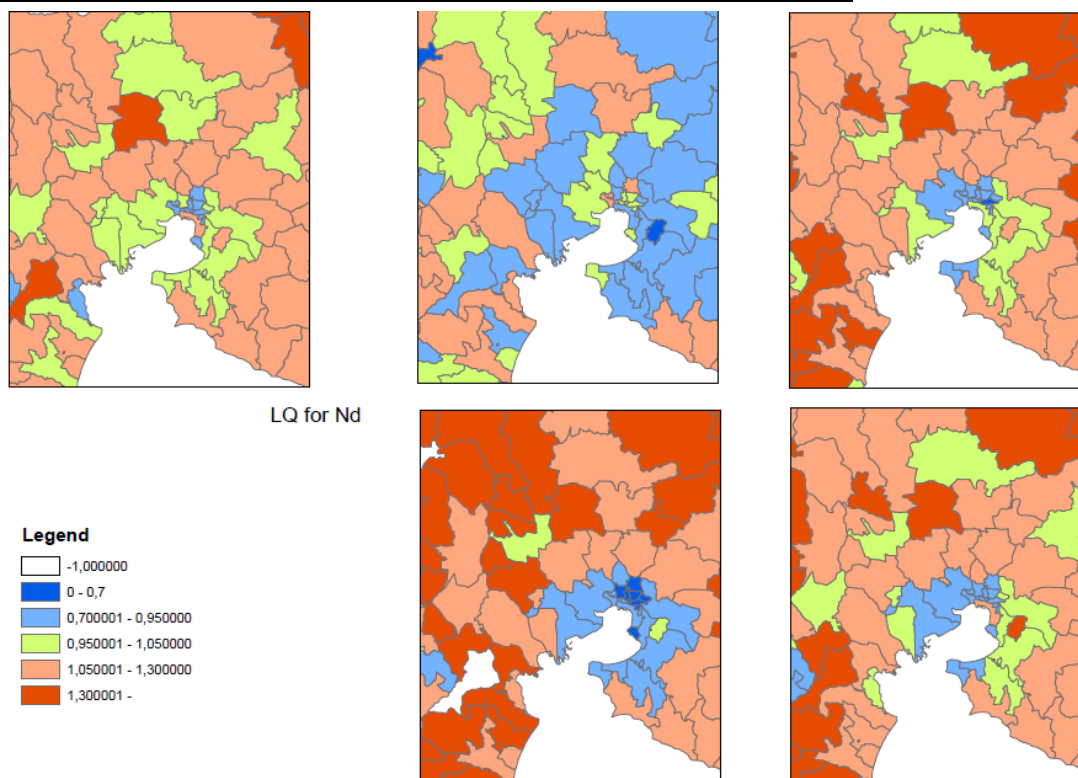 LQ for Nd
Legend
-1,000000
0 - 0,7
0,700001 - 0,950000
0,950001 - 1,050000
1,050001 - 1,300000
1,300001 -